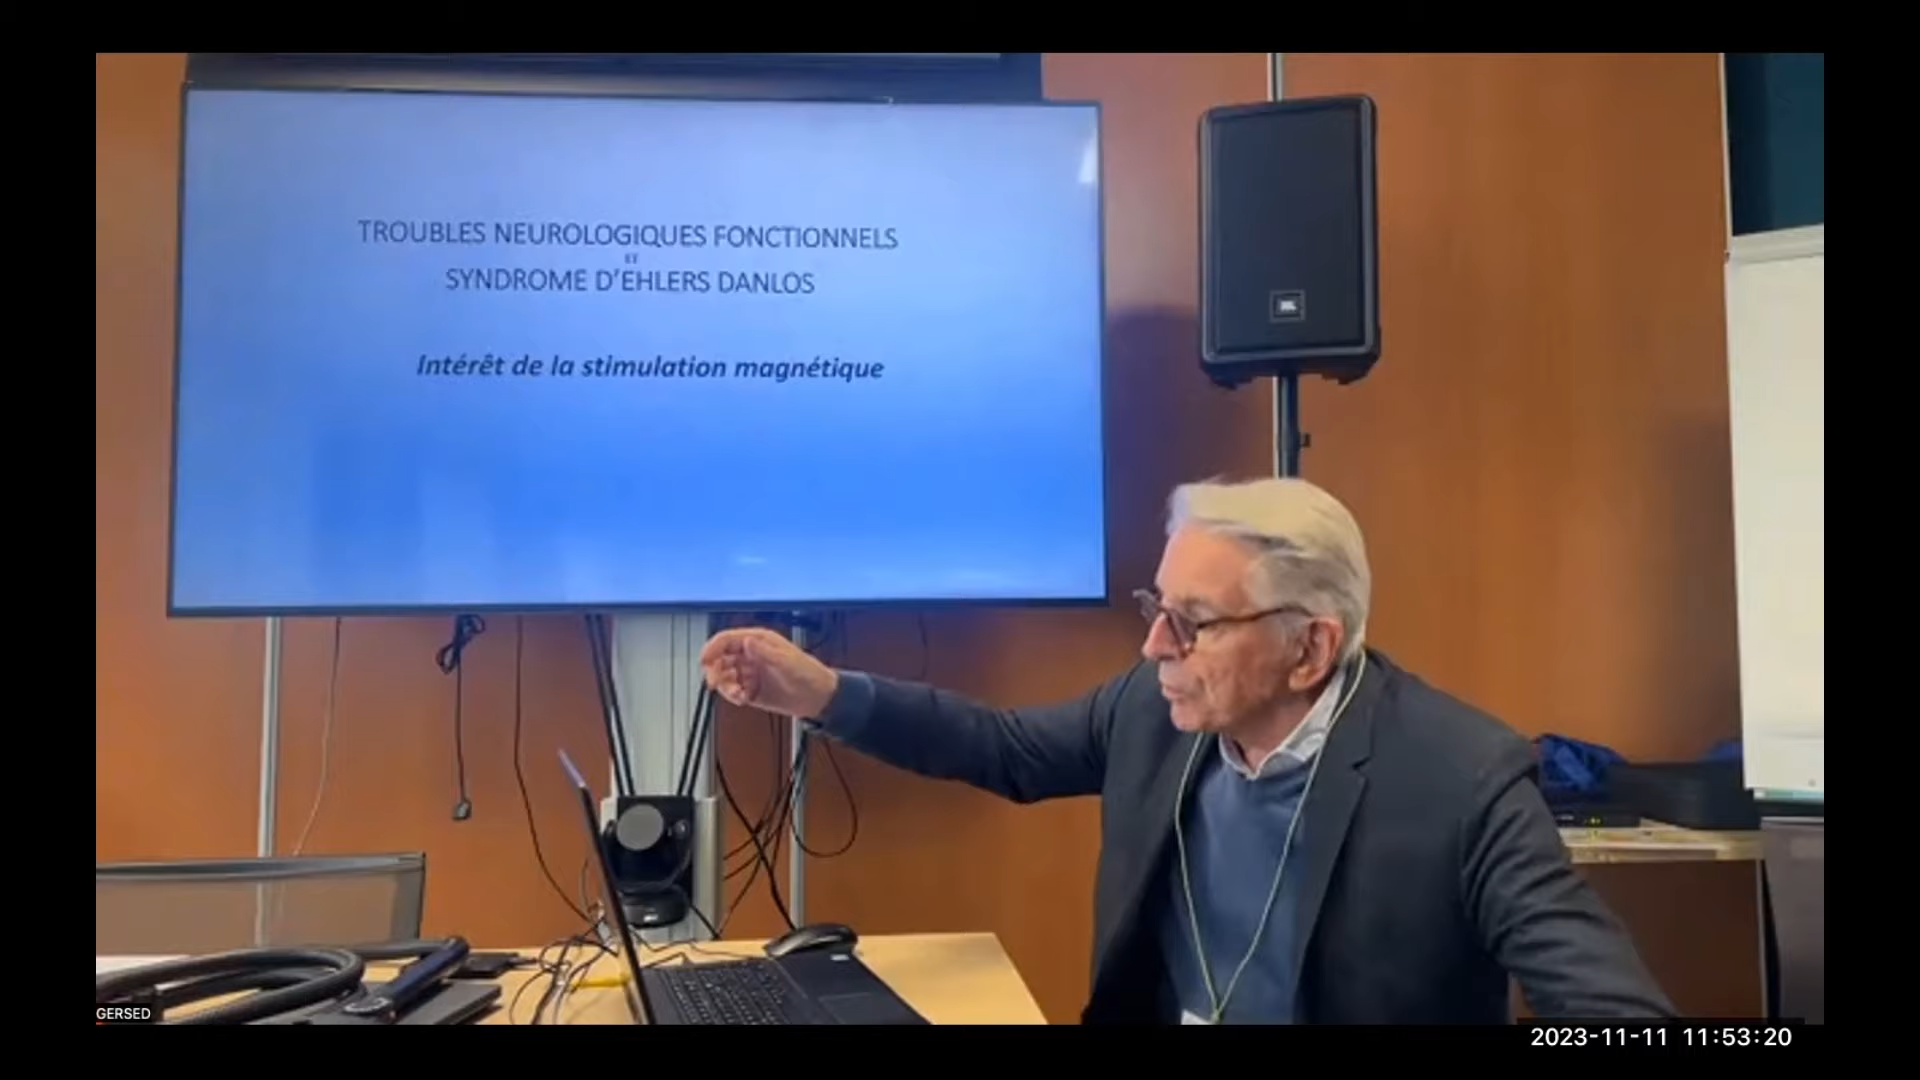 TROUBLES NEUROLOGIQUES FONCTIONNELS
ET
SYNDROME D'EHLERS DANLOS
Intérêt de la stimulation magnétique
JBL
GERSED
2023-11-11 11:53:20